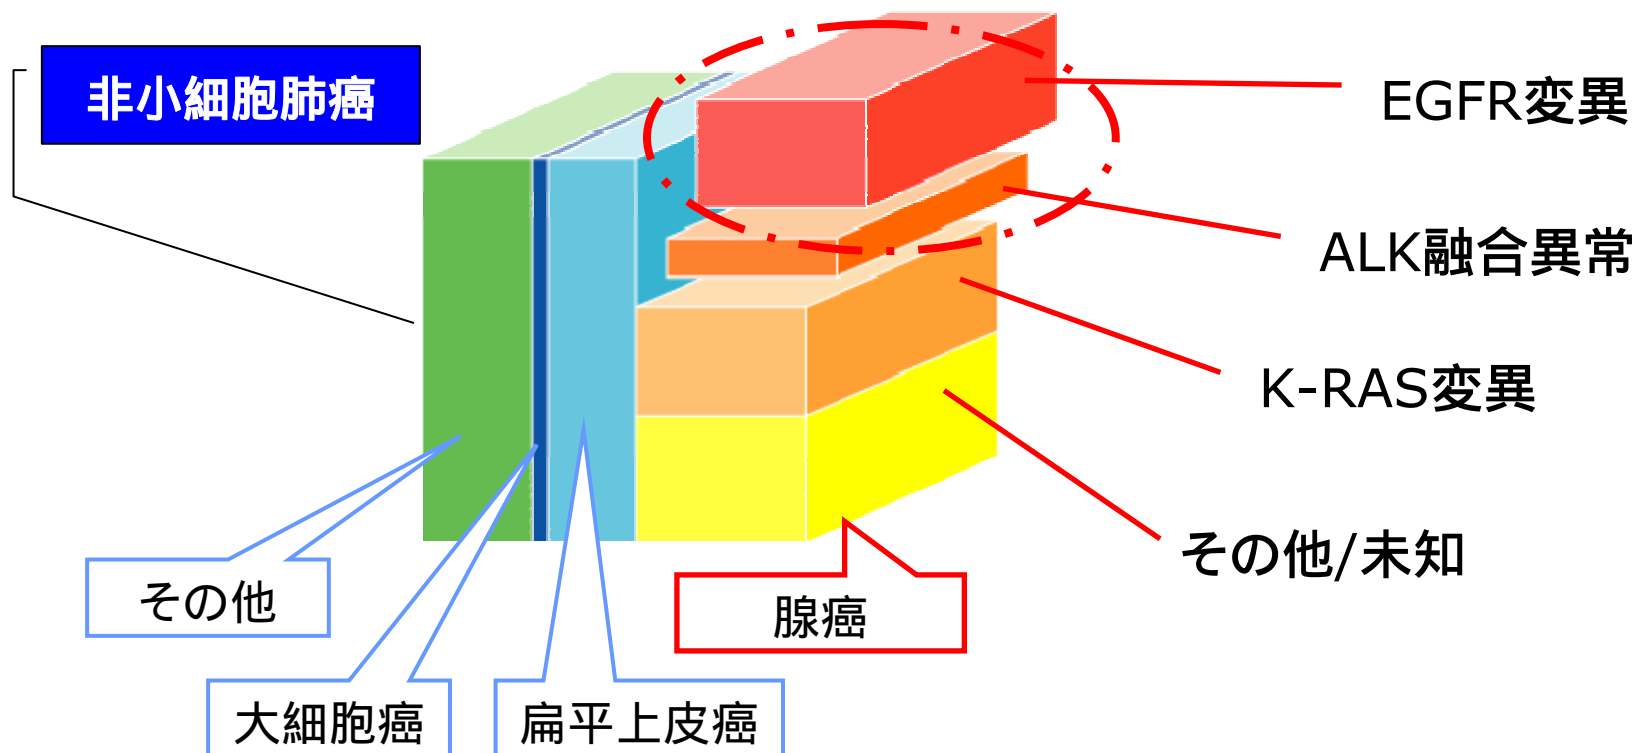 非小細胞肺癌
EGFR変異
ALK融合異常
K-RAS変異
その他/未知
その他
腺癌
大細胞癌
扁平上皮癌